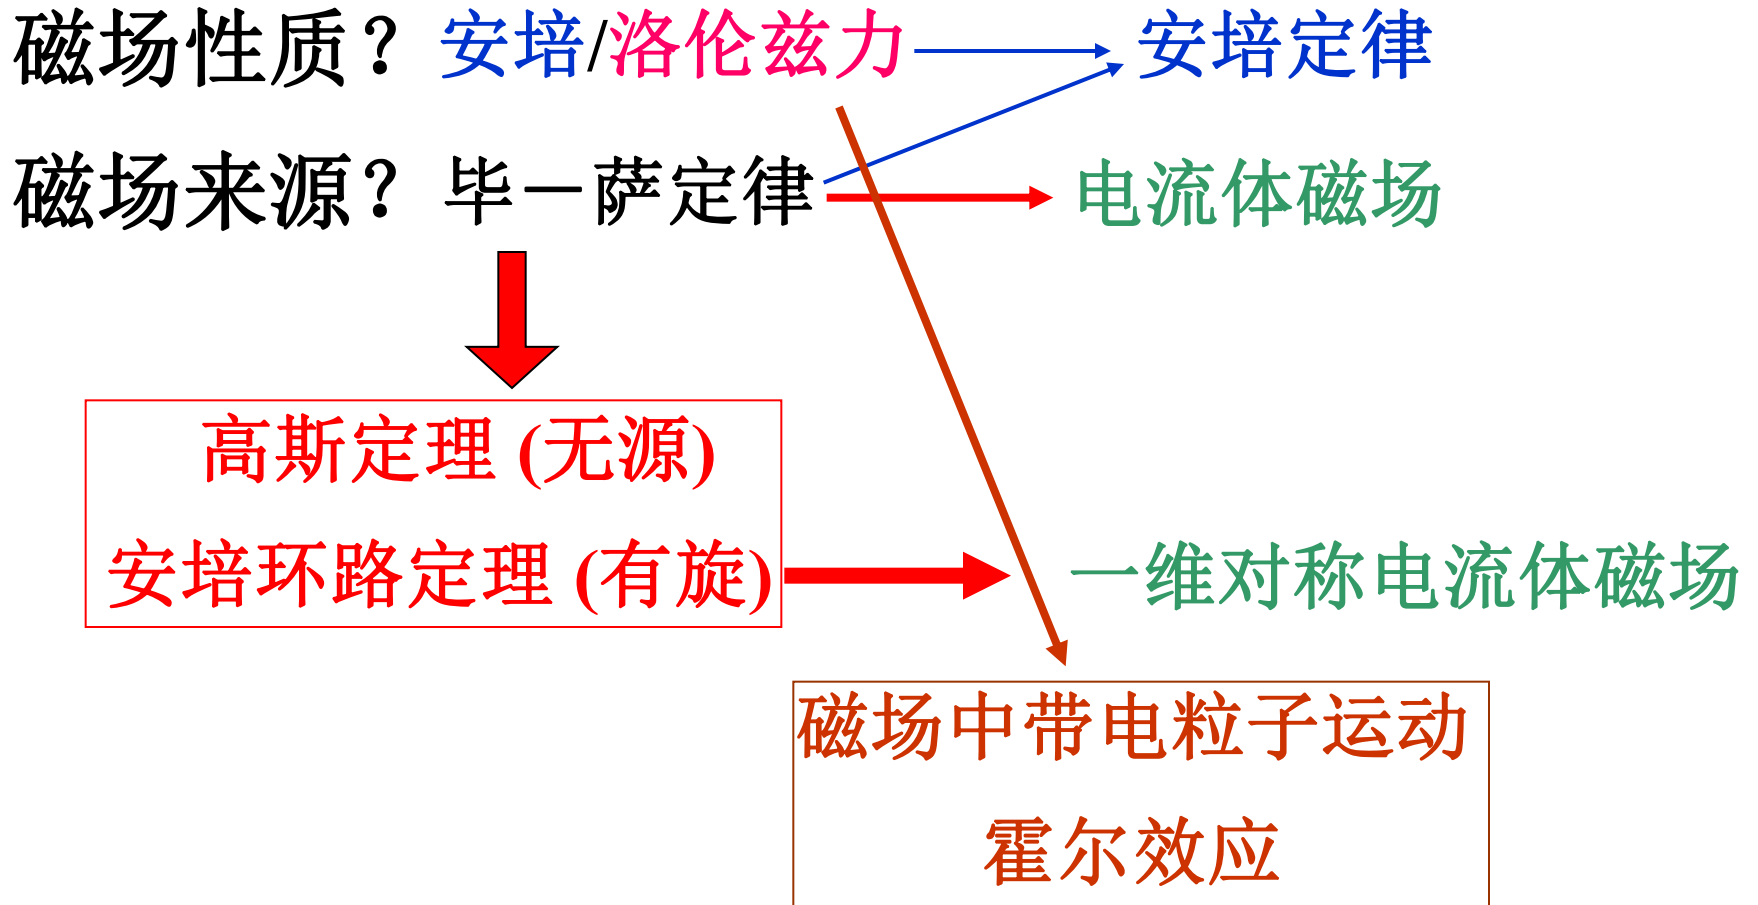 磁场性质？ 安培/洛伦兹力 安培定律
磁场来源？ 毕－萨定律 电流体磁场
高斯定理 (无源)
安培环路定理 (有旋) 一维对称电流体磁场
磁场中带电粒子运动
霍尔效应